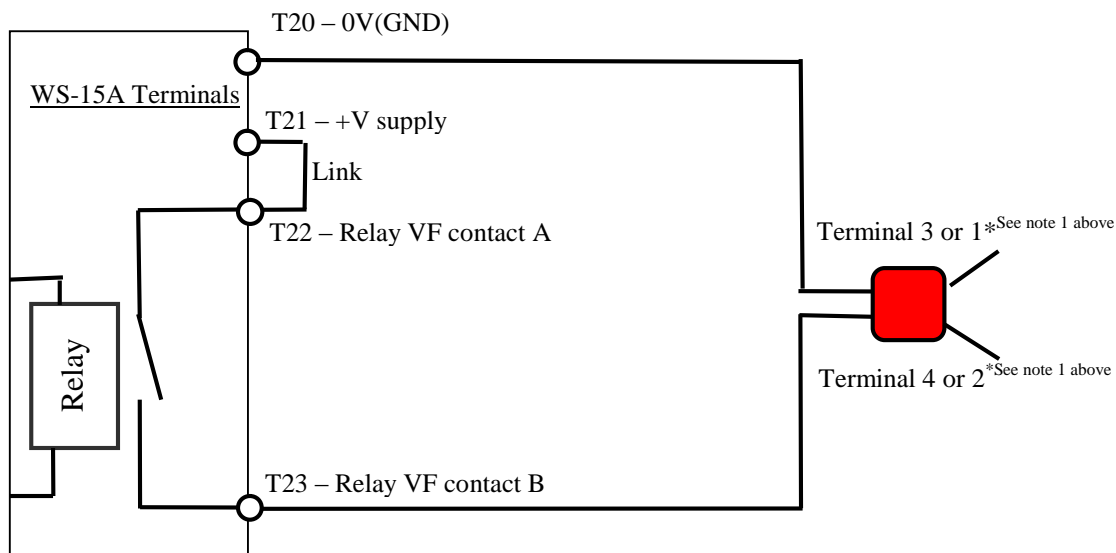 T20 – 0V(GND)
WS-15A Terminals
T21 – +V supply
Link
T22 – Relay VF contact A
Terminal 3 or 1*See note 1 above
Relay
Terminal 4 or 2*See note 1 above
T23 – Relay VF contact B